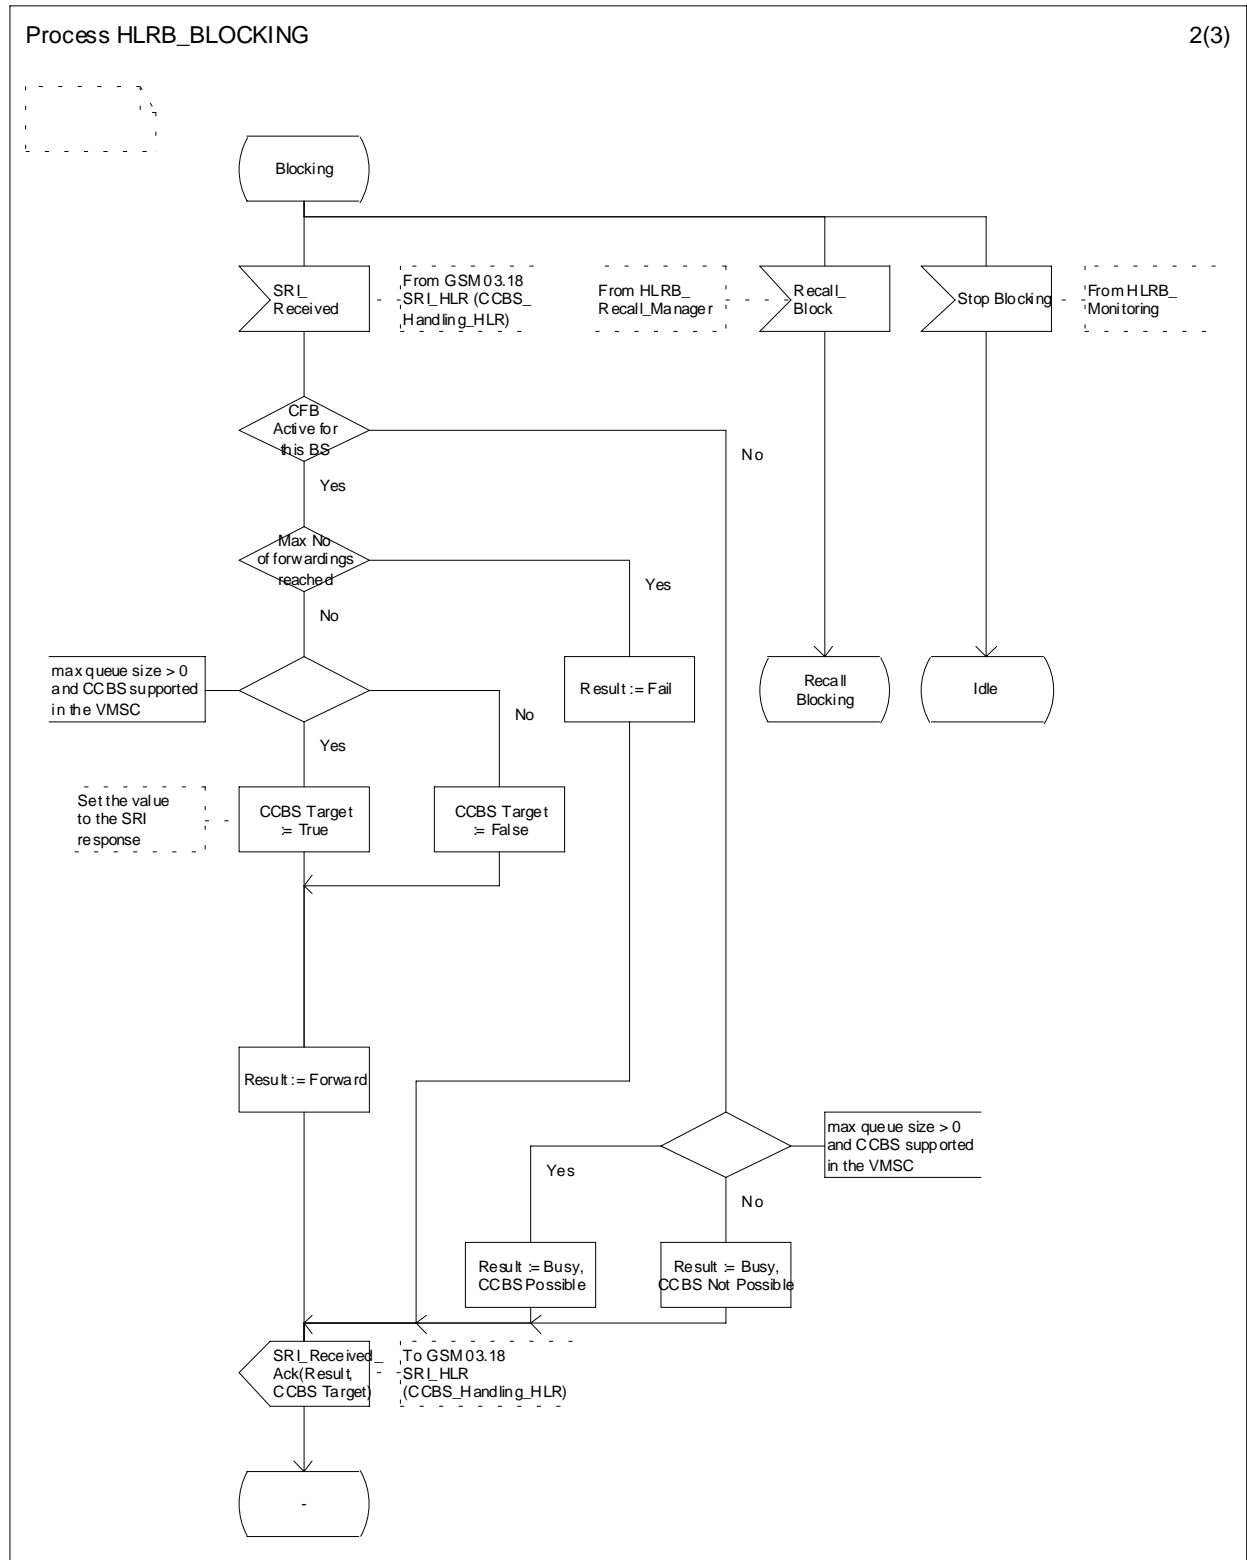 Process HLRB_BLOCKING
2(3)
Blocking
SRI_
Received
From GSM 03.18
SRI_HLR (CCBS_
Handling_HLR)
From HLRB_
Recall_Manager
Recall_
Block
Stop Blocking
From HLRB_
Monitoring
CFB
Active for
this BS
No
Yes
Max No
of forwardings
reached
Yes
No
max queue size > 0
and CCBS supported
in the VMSC
Result := Fail
Recall
Blocking
Idle
No
Yes
Set the value
to the SRI
response
CCBS Target
:= True
CCBS Target
:= False
Result := Forward
max queue size > 0
and CCBS supported
in the VMSC
Yes
No
Result := Busy,
CCBS Possible
Result := Busy,
CCBS Not Possible
SRI_Received_
Ack(Result,
CCBS Target)
To GSM 03.18
SRI_HLR
(CCBS_Handling_HLR)
-